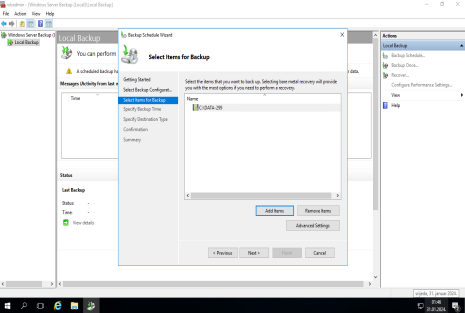 wbadmin - [Windows Server Backup (Local)\Local Backup]
File Action View Help
Windows Server Backup (L
Local Backup
Local Backup
You can perform
A scheduled backup ha
data.
Messages (Activity from last w
Time
Status
Last Backup
Status: -
Time: -
View details
Backup Schedule Wizard
Select Items for Backup
Getting Started
Select Backup Configurat...
Select Items for Backup
Specify Backup Time
Specify Destination Type
Confirmation
Summary
Select the items that you want to back up. Selecting bare metal recovery will provide
you with the most options if you need to perform a recovery.
Name
Add Items
Remove Items
Advanced Settings
< Previous
Next >
Finish
Cancel
Actions
Local Backup
Backup Schedule...
Backup Once...
Recover...
Configure Performance Settings...
View
Help
srijeda, 31. januar 2024.
01:46
31.01.2024.